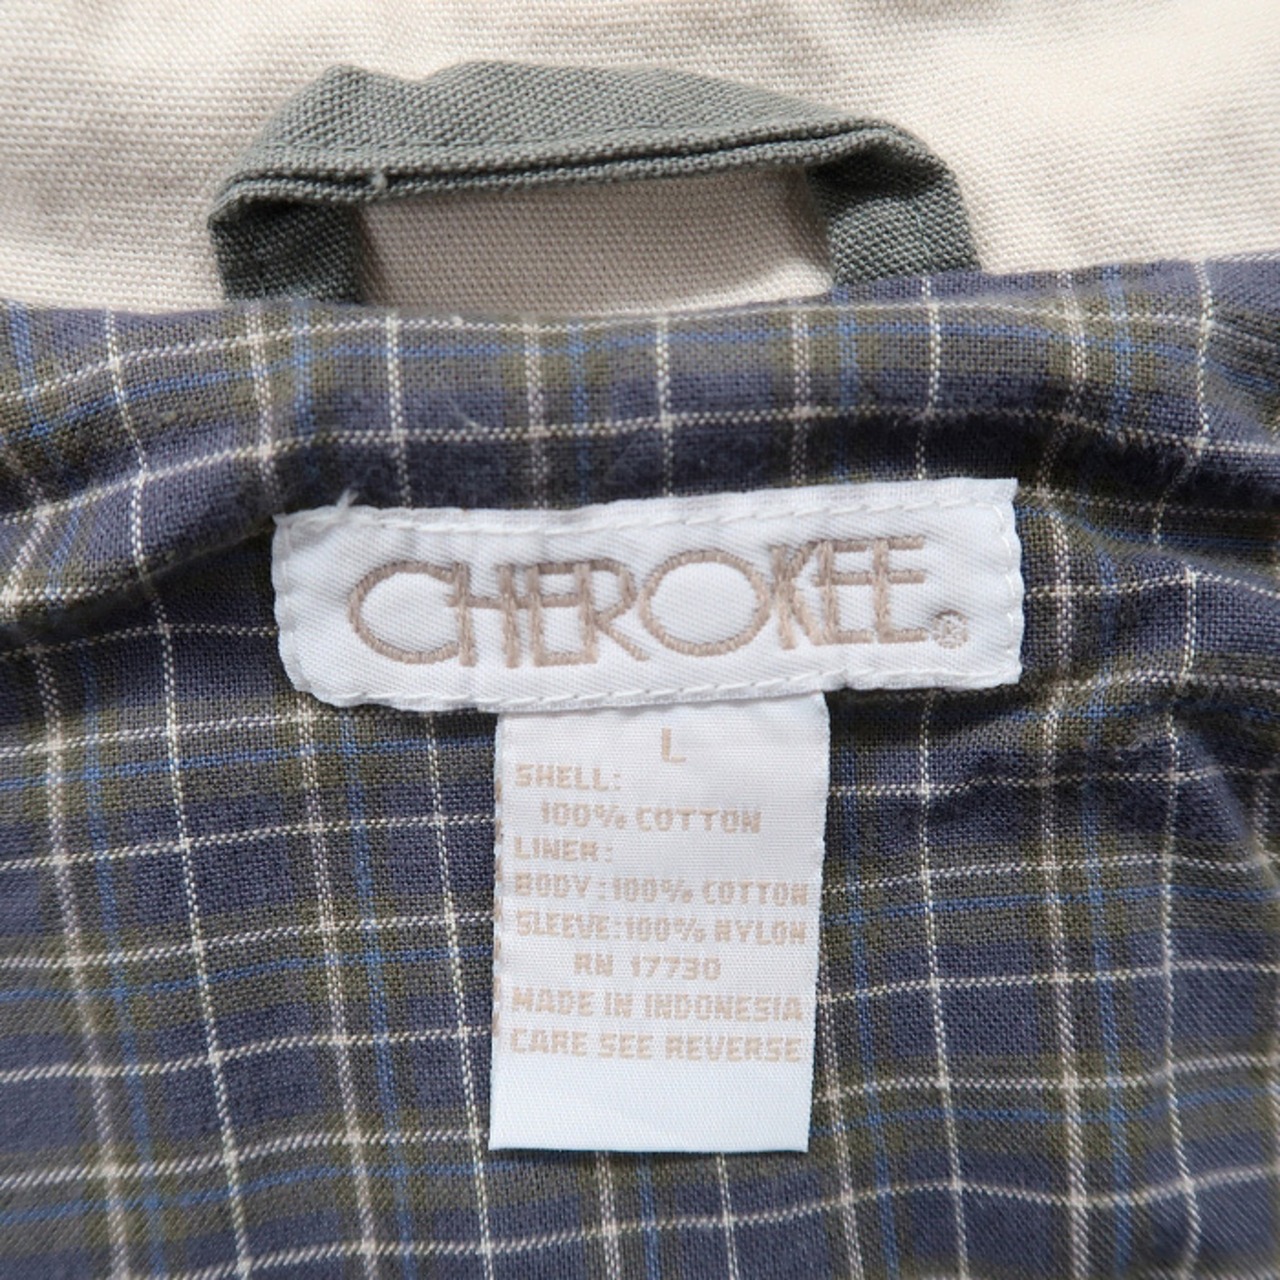 CHEROKEE®
L
SHELL:
100% COTTON
LINER:
BODY:100% COTTON
SLEEVE:100% NYLON
RN 17730
MADE IN INDONESIA
CARE SEE REVERSE